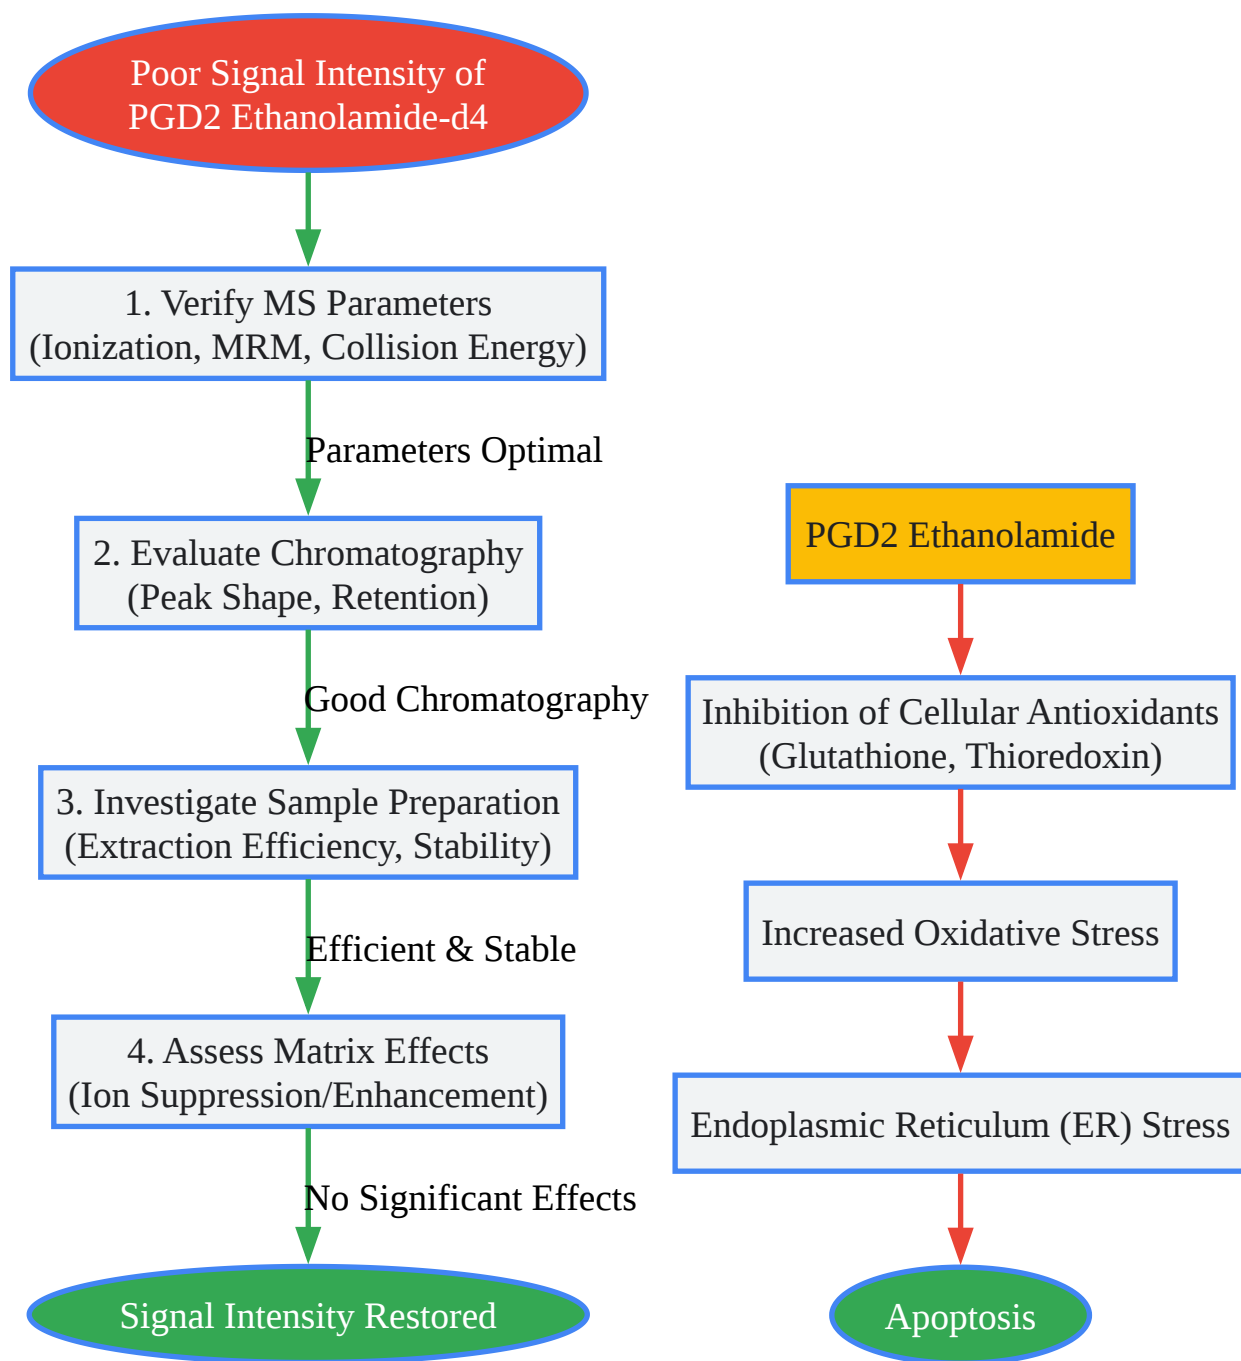 Poor Signal Intensity of
PGD2 Ethanolamide-d4
1. Verify MS Parameters
(Ionization, MRM, Collision Energy)
Parameters Optimal
2. Evaluate Chromatography
(Peak Shape, Retention)
Good Chromatography
3. Investigate Sample Preparation
(Extraction Efficiency, Stability)
Efficient & Stable
4. Assess Matrix Effects
(Ion Suppression/Enhancement)
No Significant Effects
Signal Intensity Restored
PGD2 Ethanolamide
Inhibition of Cellular Antioxidants
(Glutathione, Thioredoxin)
Increased Oxidative Stress
Endoplasmic Reticulum (ER) Stress
Apoptosis